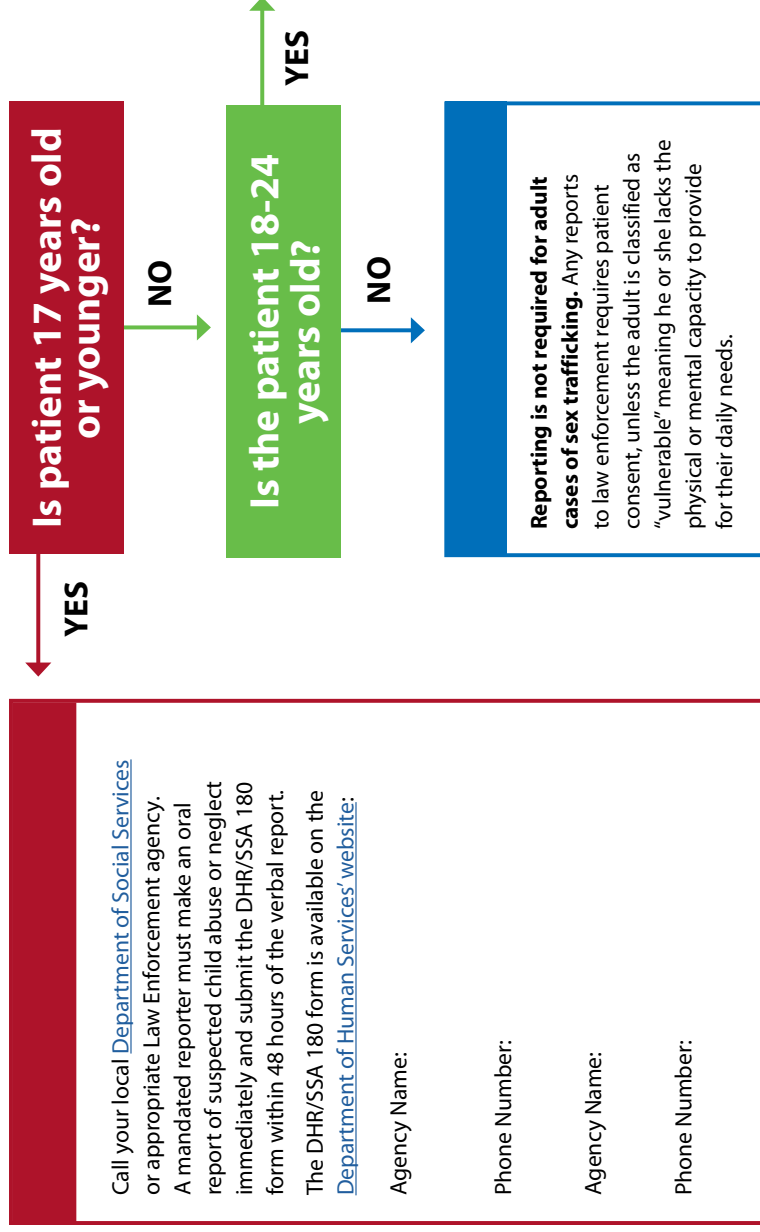 Is patient 17 years old
or younger?
YES
NO
Call your local Department of Social Services
or appropriate Law Enforcement agency.
A mandated reporter must make an oral
report of suspected child abuse or neglect
immediately and submit the DHR/SSA 180
form within 48 hours of the verbal report.
The DHR/SSA 180 form is available on the
Department of Human Services' website:
Agency Name:
Phone Number:
Agency Name:
Phone Number:
Is the patient 18-24
years old?
YES
NO
Reporting is not required for adult
cases of sex trafficking. Any reports
to law enforcement requires patient
consent, unless the adult is classified as
“vulnerable” meaning he or she lacks the
physical or mental capacity to provide
for their daily needs.